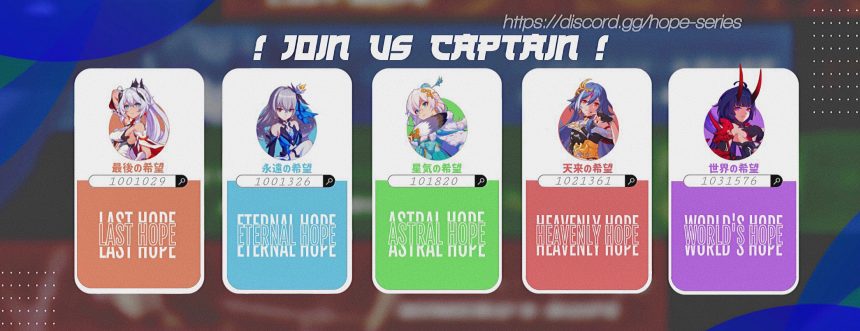 https://discord.gg/hope-series
! JOIN US CAPTAIN !
最後の希望
1001029
LAST HOPE
LAST HOPE
LAST HOPE
永遠の希望
1001326
ETERNAL HOPE
ETERNAL HOPE
ETERNAL HOPE
星気の希望
101820
ASTRAL HOPE
ASTRAL HOPE
ASTRAL HOPE
天来の希望
1021361
HEAVENLY HOPE
HEAVENLY HOPE
HEAVENLY HOPE
世界の希望
1031576
WORLD'S HOPE
WORLD'S HOPE
WORLD'S HOPE